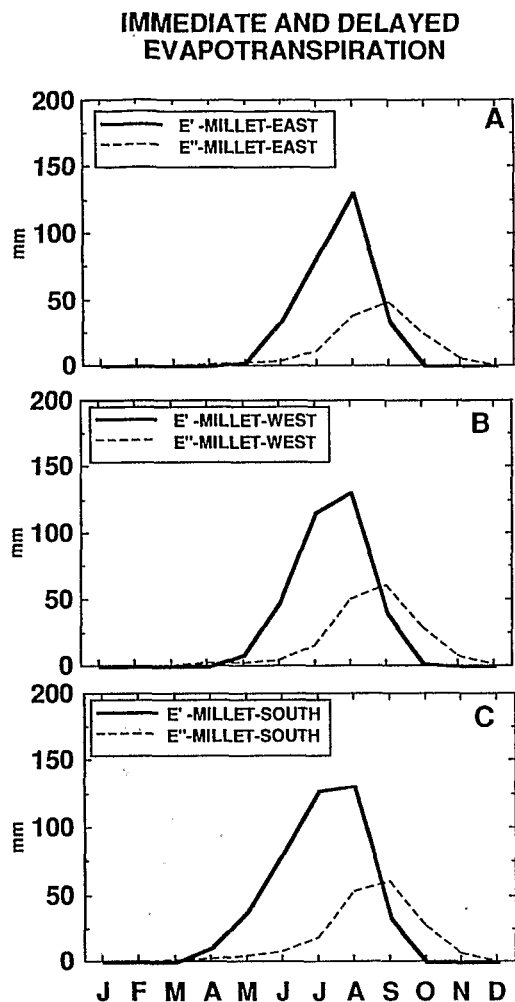 IMMEDIATE AND DELAYED
EVAPOTRANSPIRATION
200
150
100
50
0
mm
E' -MILLET-EAST
E"-MILLET-EAST
A
200
150
100
50
0
mm
E' -MILLET-WEST
E"-MILLET-WEST
B
200
150
100
50
0
mm
E' -MILLET-SOUTH
E"-MILLET-SOUTH
C
J F M A M J J A S O N D